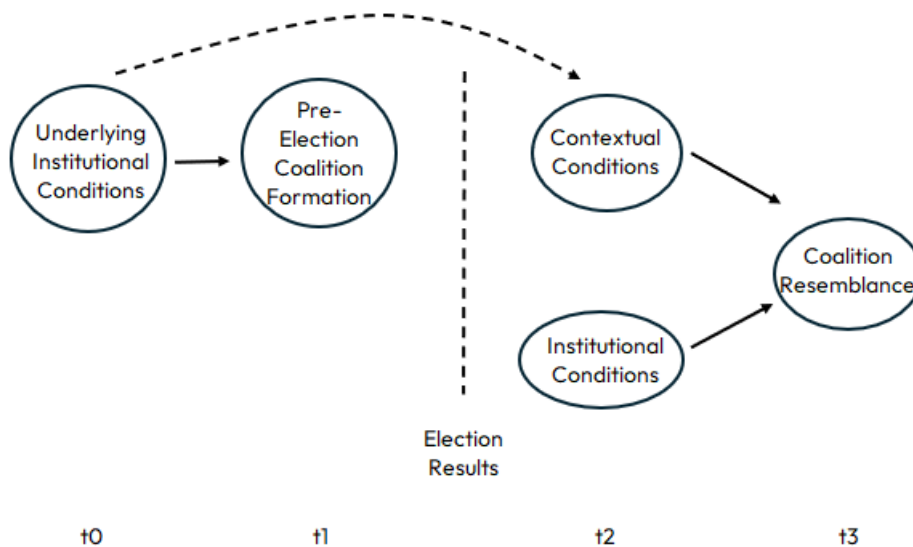 Underlying
Institutional
Conditions
Pre-
Election
Coalition
Formation
Contextual
Conditions
Coalition
Resemblance
Institutional
Conditions
Election
Results
t0
t1
t2
t3